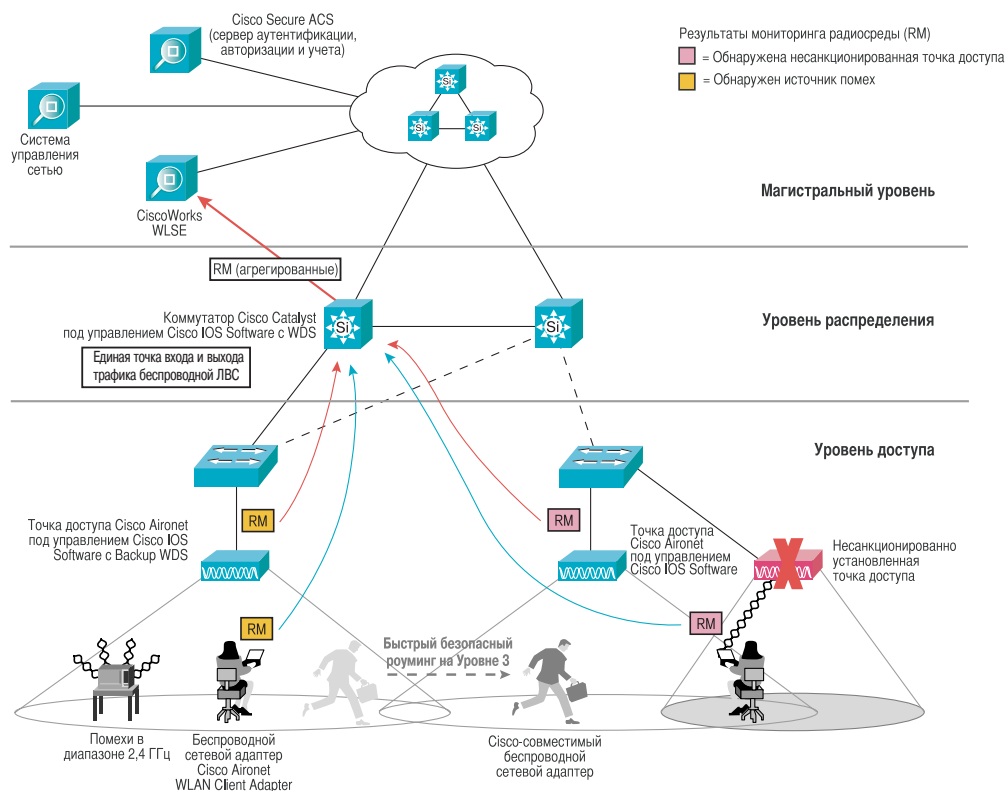 Cisco Secure ACS
(сервер аутентификации,
авторизации и учета)
Результаты мониторинга радиосреды (RM)
= Обнаружена несанкционированная точка доступа
= Обнаружен источник помех
Si
Si
Si
Система
управления
сетью
CiscoWorks
WLSE
Магистральный уровень
RM (агрегированные)
Коммутатор Cisco Catalyst
под управлением Cisco IOS Software с WDS
Si
Si
Уровень распределения
Единая точка входа и выхода
трафика беспроводной ЛВС
Уровень доступа
RM
RM
Точка доступа Cisco Aironet
под управлением Cisco IOS
Software с Backup WDS
Точка доступа
Cisco Aironet
под управлением
Cisco IOS Software
Несанкционированно
установленная
точка доступа
RM
RM
Быстрый безопасный
роуминг на Уровне 3
Помехи в
диапазоне 2,4 ГГц
Беспроводной
сетевой адаптер
Cisco Aironet
WLAN Client Adapter
Cisco-совместимый
беспроводной
сетевой адаптер